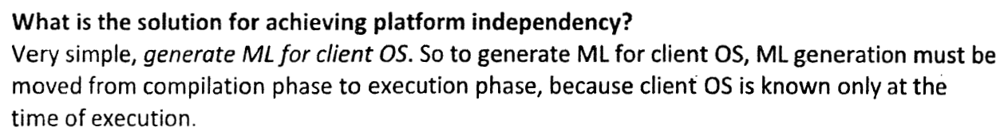 What is the solution for achieving platform independency?
Very simple, generate ML for client OS. So to generate ML for client OS, ML generation must be
moved from compilation phase to execution phase, because client OS is known only at the
time of execution.